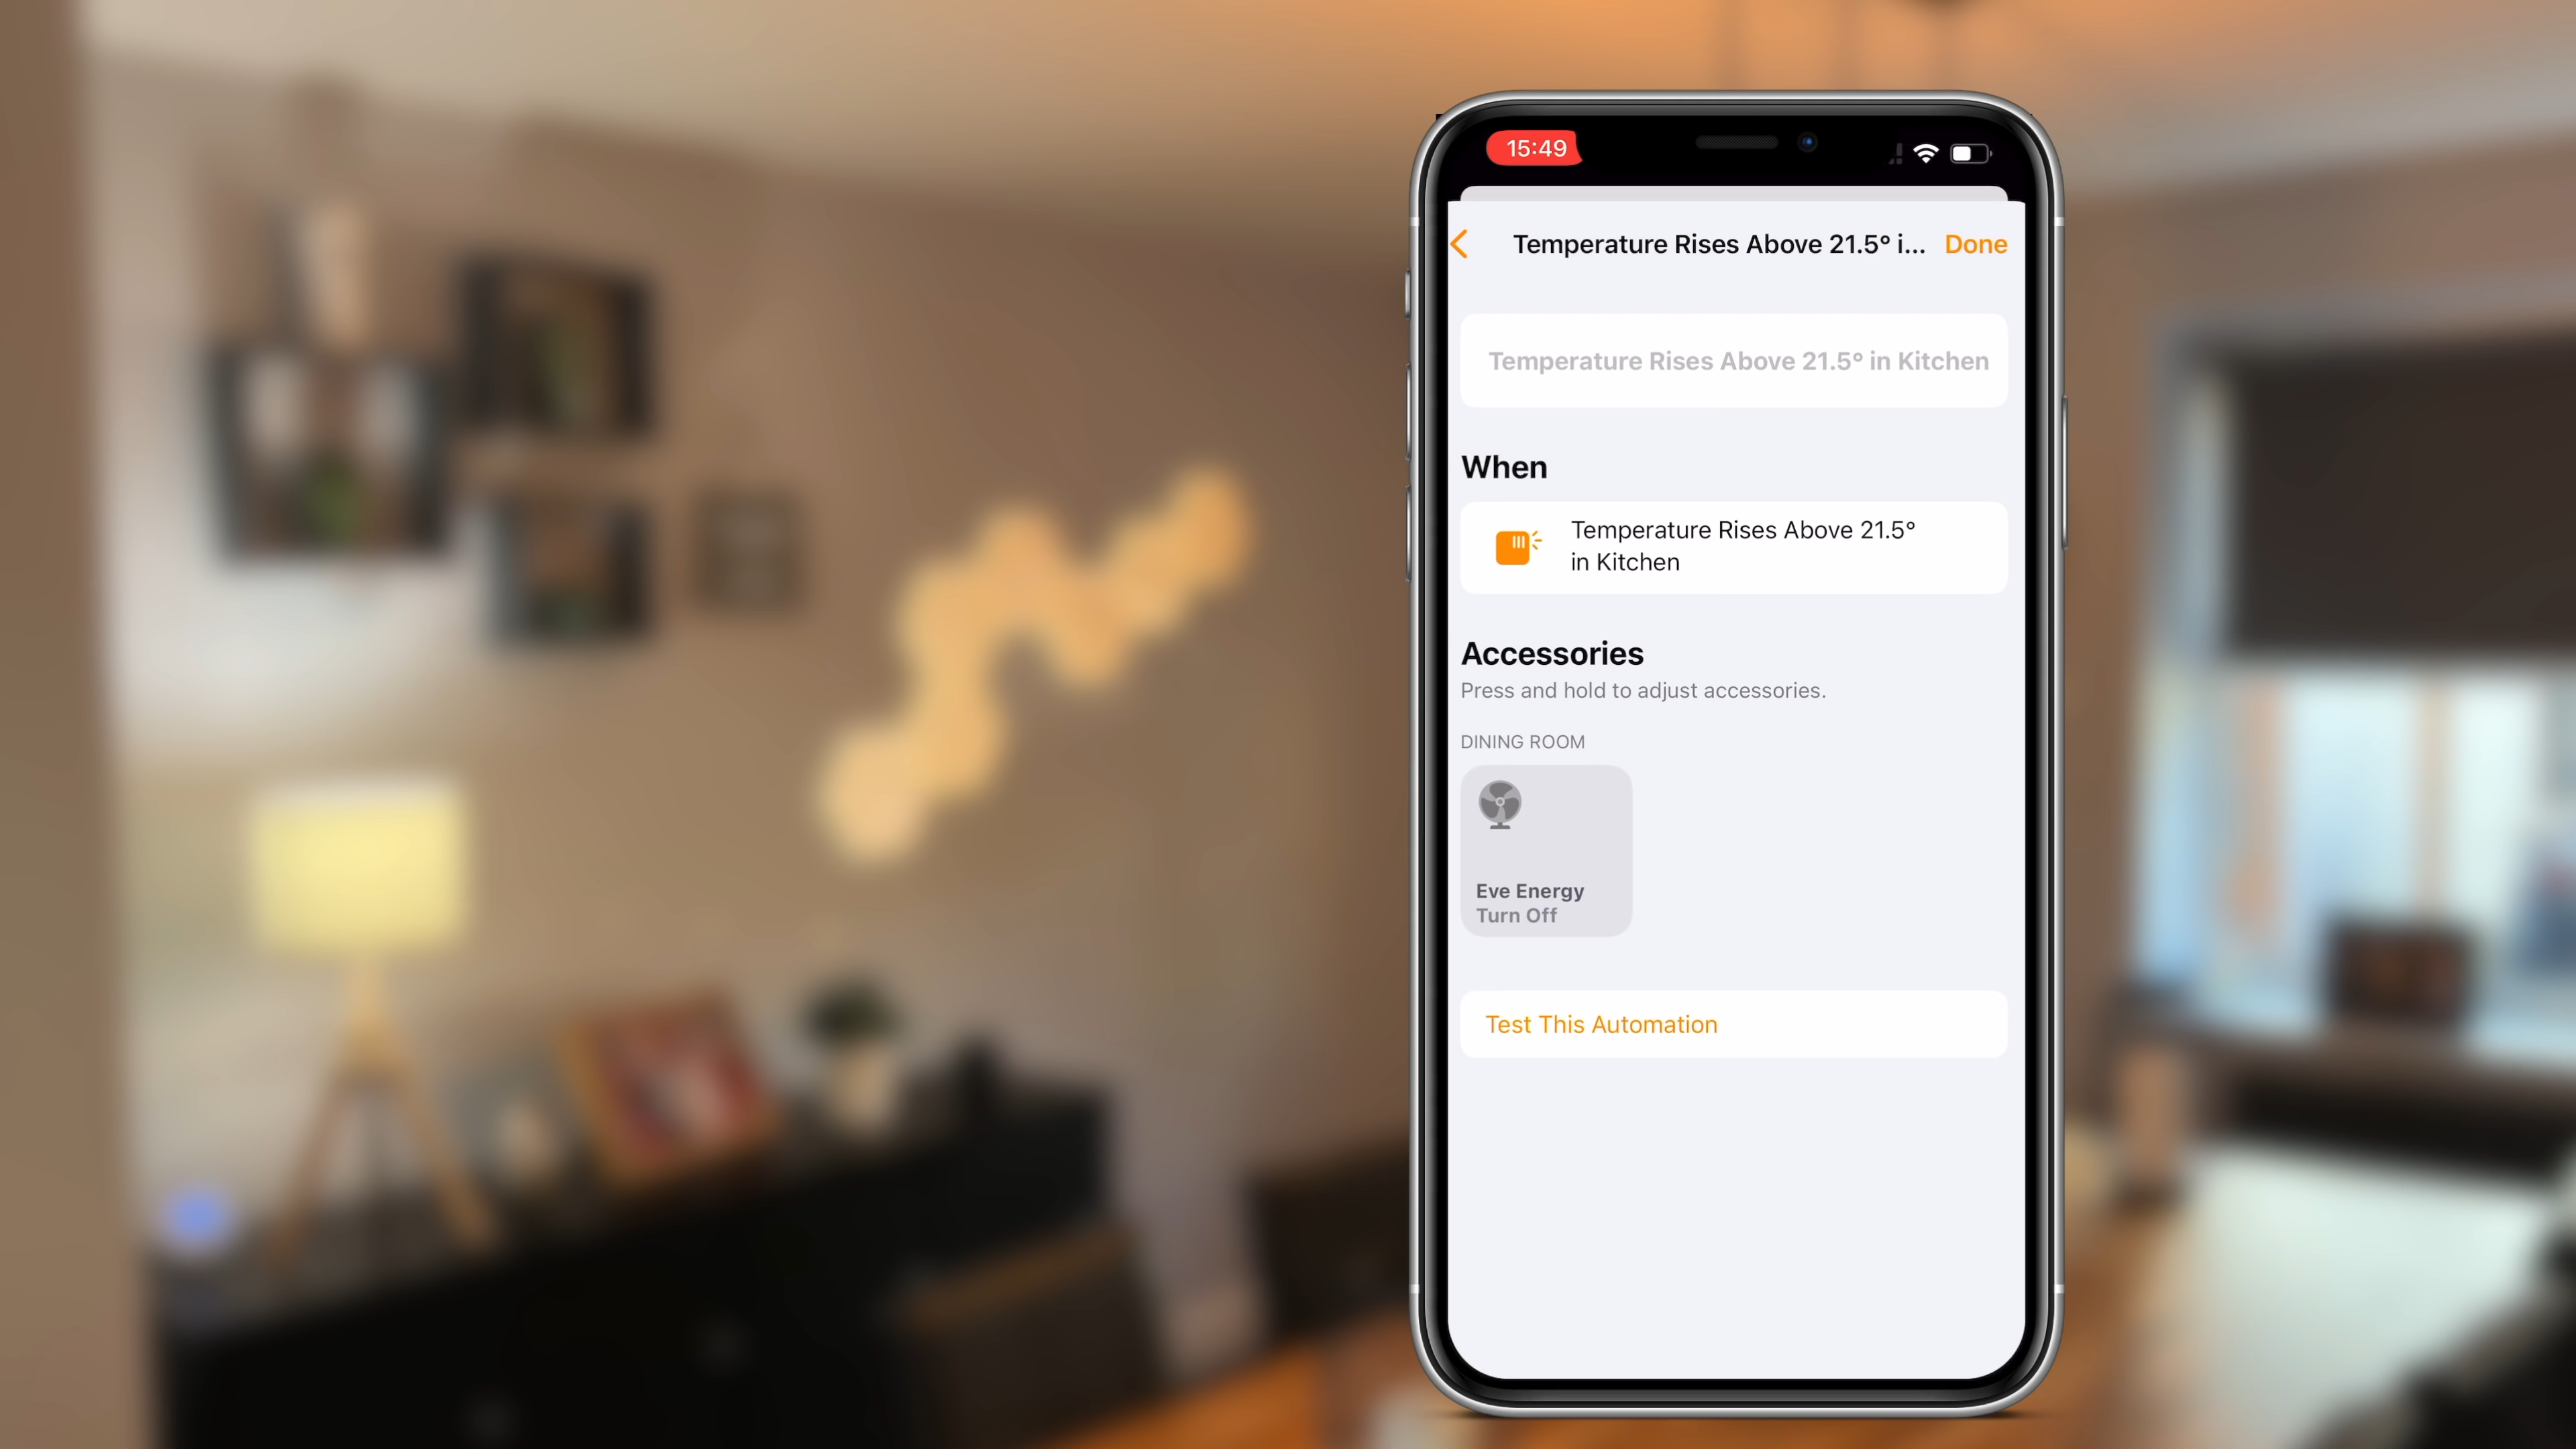 15:49
Temperature Rises Above 21.5° i... Done
Temperature Rises Above 21.5° in Kitchen
When
Temperature Rises Above 21.5°
in Kitchen
Accessories
Press and hold to adjust accessories.
DINING ROOM
Eve Energy
Turn Off
Test This Automation